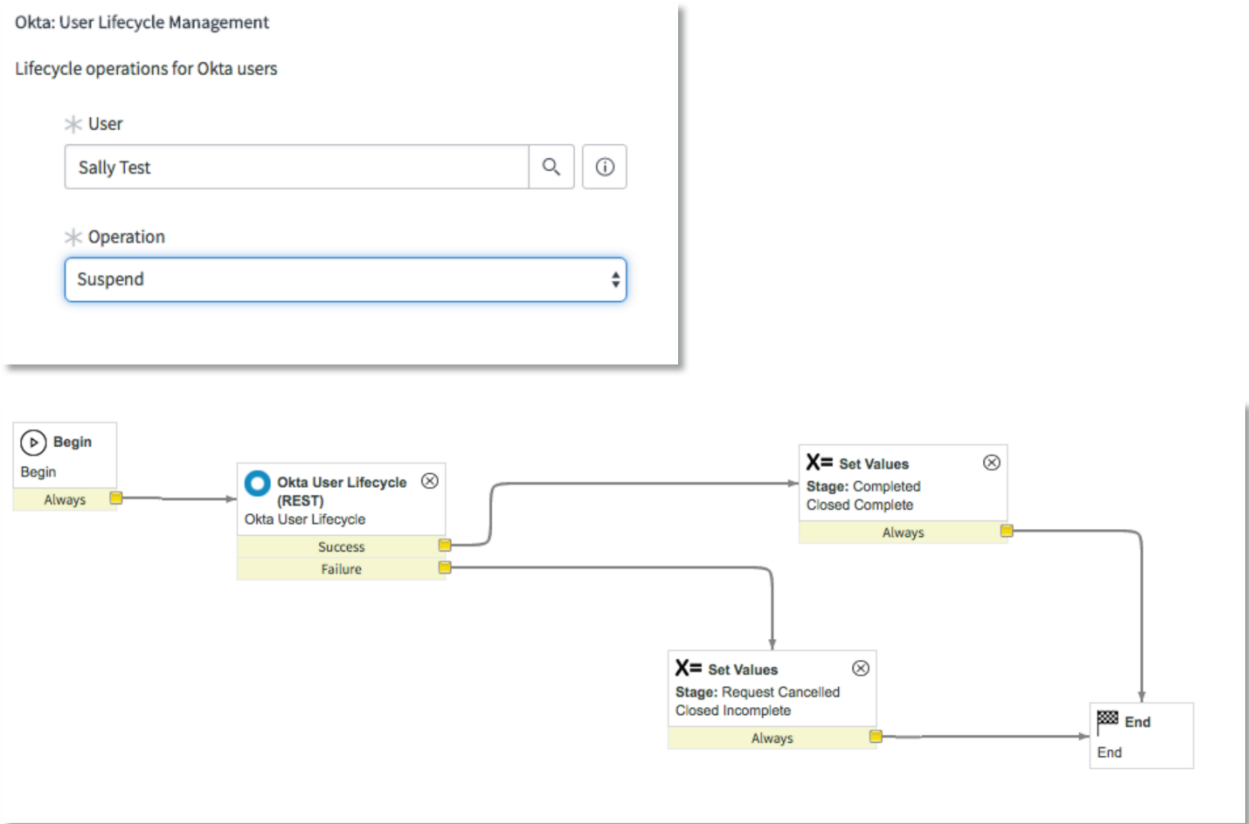 Okta: User Lifecycle Management
Lifecycle operations for Okta users
User
Sally Test
Operation
Suspend
Begin
Begin
Always
Okta User Lifecycle
(REST)
Okta User Lifecycle
Success
Failure
X= Set Values
Stage: Completed
Closed Complete
Always
X= Set Values
Stage: Request Cancelled
Closed Incomplete
Always
End
End